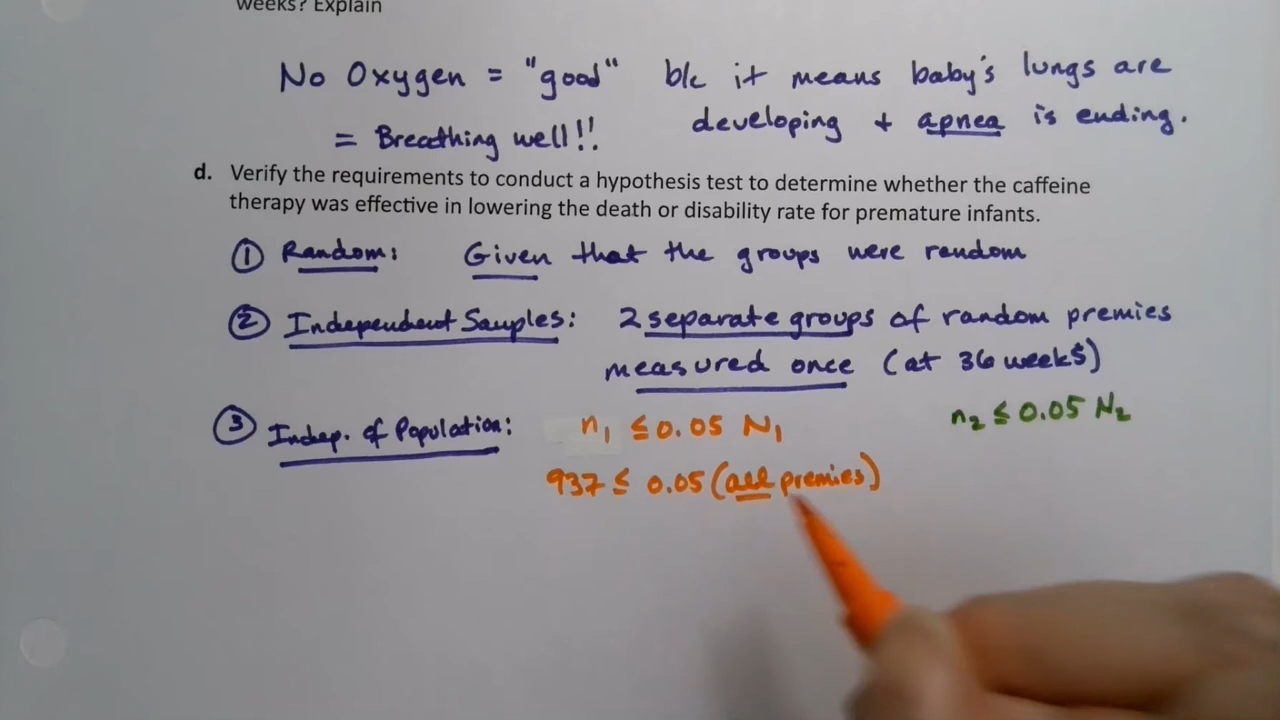 weeks? Explain
No Oxygen = "good" b/c it means baby's lungs are
= Breathing well!! developing + apnea is ending.
d. Verify the requirements to conduct a hypothesis test to determine whether the caffeine
therapy was effective in lowering the death or disability rate for premature infants.
① Random: Given that the groups were random
② Independent Samples: 2 separate groups of random premies
measured once (at 36 weeks)
③ Indep. of Population: n₁ ≤ 0.05 N₁ n₂ ≤ 0.05 N₂
937 ≤ 0.05 (all premies)